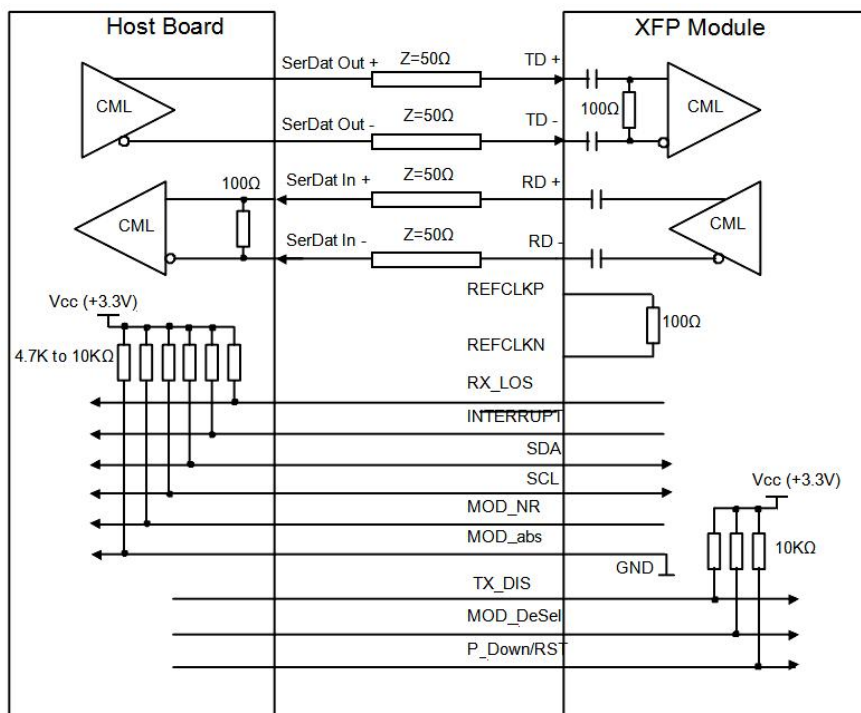 Host Board
XFP Module
SerDat Out +
Z=50Ω
TD +
CML
CML
100Ω
SerDat Out -
Z=50Ω
TD -
SerDat In +
Z=50Ω
RD +
100Ω
CML
CML
SerDat In -
Z=50Ω
RD -
REFCLKP
Vcc (+3.3V)
100Ω
REFCLKN
4.7K to 10KΩ
RX_LOS
INTERRUPT
SDA
SCL
Vcc (+3.3V)
MOD_NR
MOD_abs
10KΩ
GND
TX_DIS
MOD_DeSel
P_Down/RST